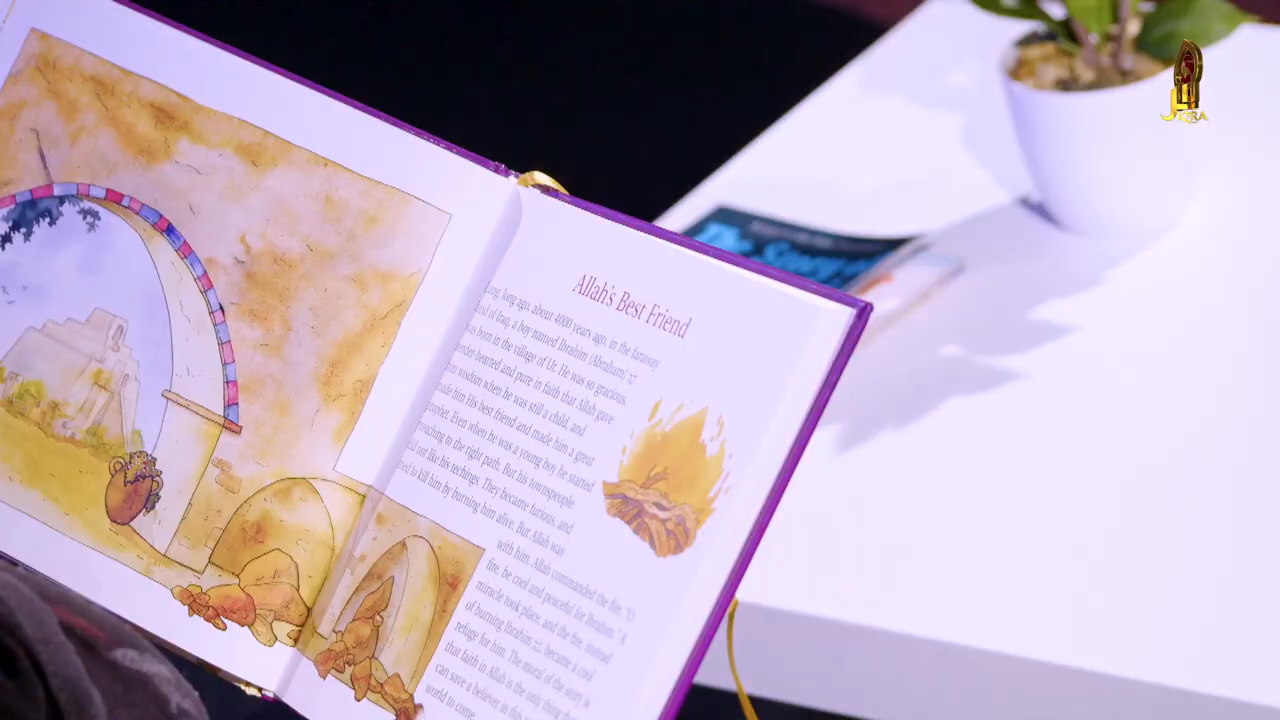 Allah's Best Friend
long, long ago, about 4000 years ago, in the faraway
land of Iraq, a boy named Ibrahim (Abraham)
was born in the village of Ur. He was so gracious,
tender hearted and pure in faith that Allah gave
him wisdom when he was still a child, and
made him His best friend and made him a great
prophet. Even when he was a young boy he started
preaching to the right path. But his townspeople
did not like his techings. They became furious, and
tried to kill him by burning him alive. But Allah was
with him. Allah commanded the fire, "O
fire, be cool and peaceful for Ibrahim." A
miracle took place, and the fire, instead
of burning Ibrahim, became a cool
refuge for him. The moral of the story is
that faith in Allah is the only thing that
can save a believer in this
world to come.
The Story
IQRA